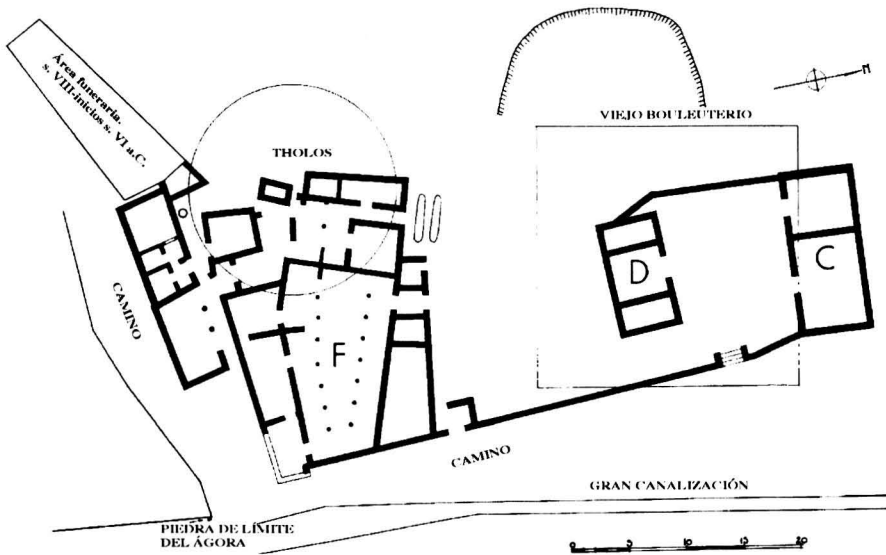 Área funeraria.
s. VIII-inicios s. VI a.C.
THOLOS
VIEJO BOULEUTERIO
N
D
C
CAMINO
F
CAMINO
GRAN CANALIZACIÓN
PIEDRA DE LÍMITE
DEL ÁGORA
0 5 10 15 20